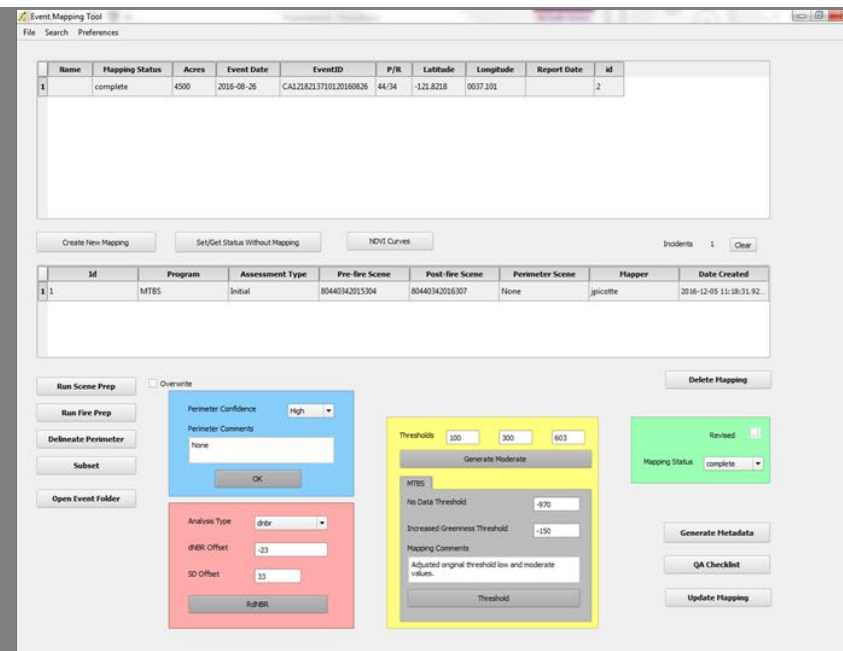 Event Mapping Tool
File Search Preferences
Name Mapping Status Acres Event Date EventID P/R Latitude Longitude Report Date id
1 complete 4500 2016-08-26 CA1218213710120160826 44/34 -121.8218 0037.101 2
Create New Mapping Set/Get Status Without Mapping NDVI Curves Incidents 1 Clear
Id Program Assessment Type Pre-fire Scene Post-fire Scene Perimeter Scene Mapper Date Created
1 1 MTBS Initial 80440342015304 80440342016307 None jpicotte 2016-12-05 11:18:31.92...
Delete Mapping
Run Scene Prep Overwrite
Run Fire Prep
Delineate Perimeter
Subset
Open Event Folder
Perimeter Confidence High
Perimeter Comments
None
OK
Analysis Type dnbr
dNBR Offset -23
SD Offset 33
RdNBR
Thresholds 100 300 603
Generate Moderate
MTBS
No Data Threshold -970
Increased Greenness Threshold -150
Mapping Comments
Adjusted original threshold low and moderate
values.
Threshold
Revised
Mapping Status complete
Generate Metadata
QA Checklist
Update Mapping